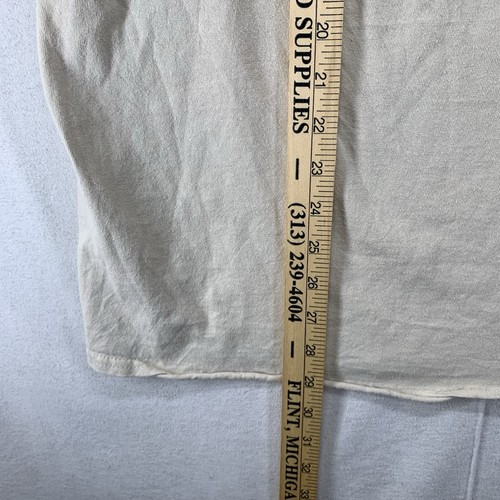 D SUPPLIES — (313) 239-4604 — FLINT, MICHIGA
20 21 22 23 24 25 26 27 28 29 30 31 32 33